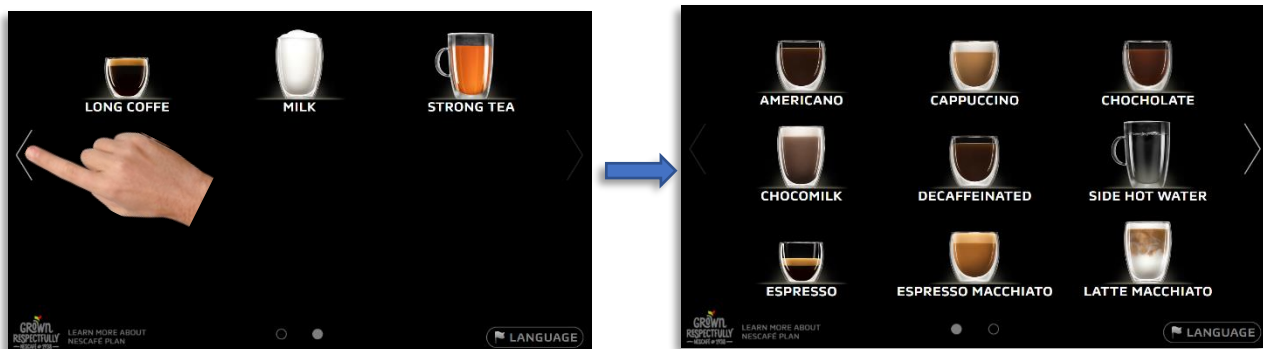 LONG COFFE
MILK
STRONG TEA
GROWN
RESPECTFULLY
LEARN MORE ABOUT
NESCAFÉ PLAN
LANGUAGE
AMERICANO
CAPPUCCINO
CHOCHOLATE
CHOCOMILK
DECAFFEINATED
SIDE HOT WATER
ESPRESSO
ESPRESSO MACCHIATO
LATTE MACCHIATO
GROWN
RESPECTFULLY
LEARN MORE ABOUT
NESCAFÉ PLAN
LANGUAGE